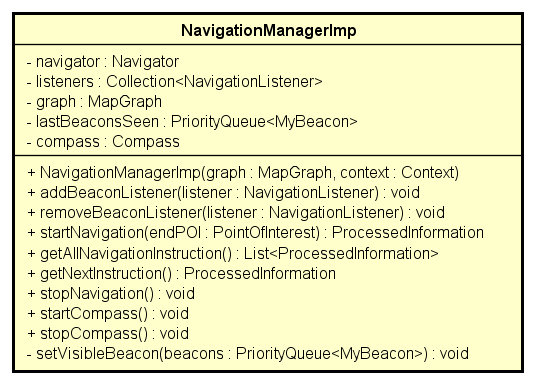 NavigationManagerImp
- navigator : Navigator
- listeners : Collection<NavigationListener>
- graph : MapGraph
- lastBeaconsSeen : PriorityQueue<MyBeacon>
- compass : Compass
+ NavigationManagerImp(graph : MapGraph, context : Context)
+ addBeaconListener(listener : NavigationListener) : void
+ removeBeaconListener(listener : NavigationListener) : void
+ startNavigation(endPOI : PointOfInterest) : ProcessedInformation
+ getAllNavigationInstruction() : List<ProcessedInformation>
+ getNextInstruction() : ProcessedInformation
+ stopNavigation() : void
+ startCompass() : void
+ stopCompass() : void
- setVisibleBeacon(beacons : PriorityQueue<MyBeacon>) : void